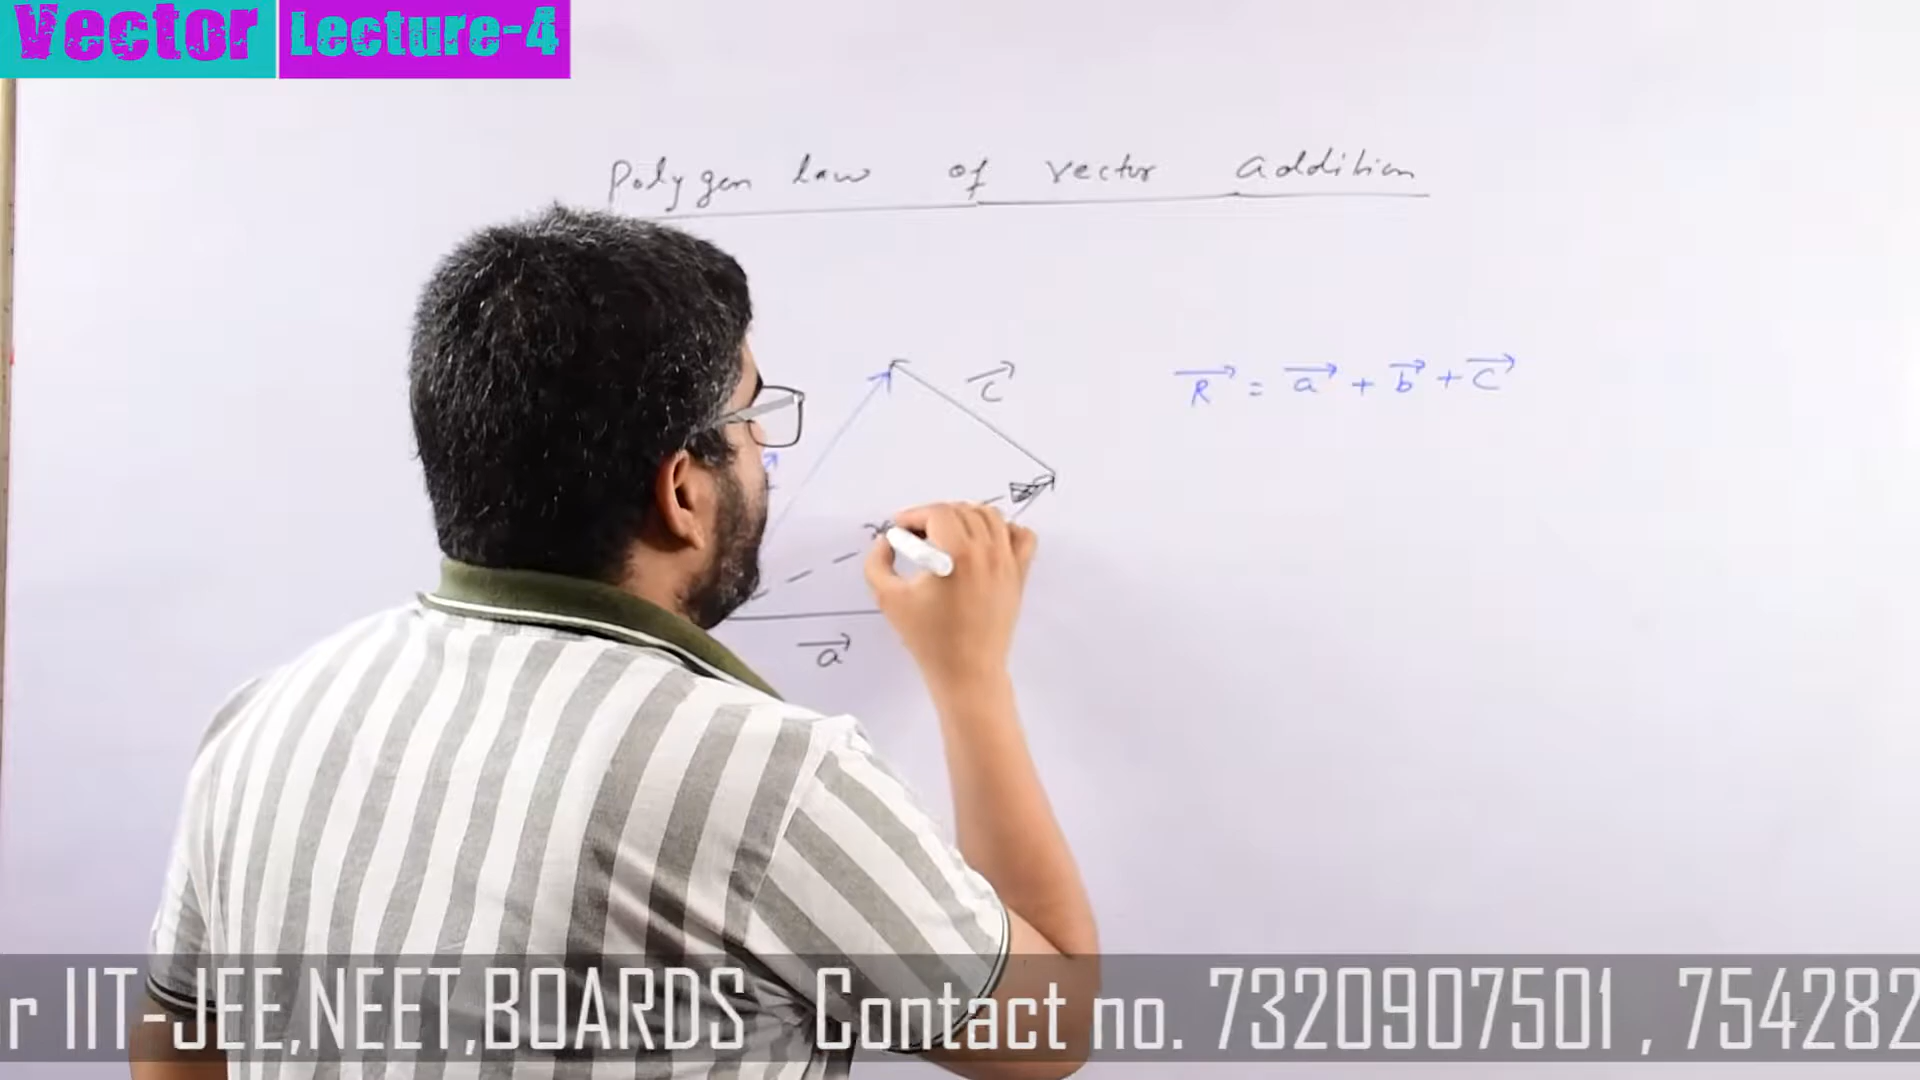 Vector Lecture-4
Polygon law of vector addition
c
R = a + b + c
a
r IIT-JEE,NEET,BOARDS Contact no. 7320907501 , 754282